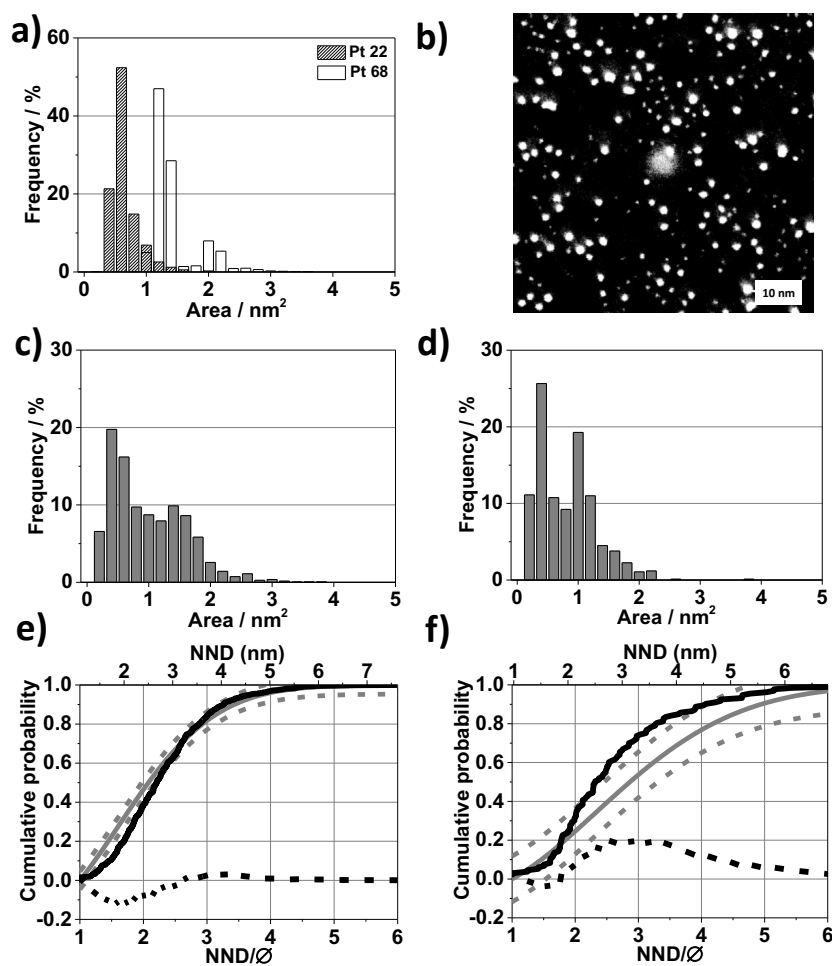 a)
60
40
20
0
Frequency / %
0 1 2 3 4 5
Area / nm²
Pt 22
Pt 68
b)
10 nm
c)
30
20
10
0
Frequency / %
0 1 2 3 4 5
Area / nm²
d)
30
20
10
0
Frequency / %
0 1 2 3 4 5
Area / nm²
e)
NND (nm)
2 3 4 5 6 7
1.0
0.8
0.6
0.4
0.2
0.0
-0.2
Cumulative probability
1 2 3 4 5 6
NND/∅
f)
NND (nm)
1 2 3 4 5 6
1.0
0.8
0.6
0.4
0.2
0.0
-0.2
Cumulative probability
1 2 3 4 5 6
NND/∅